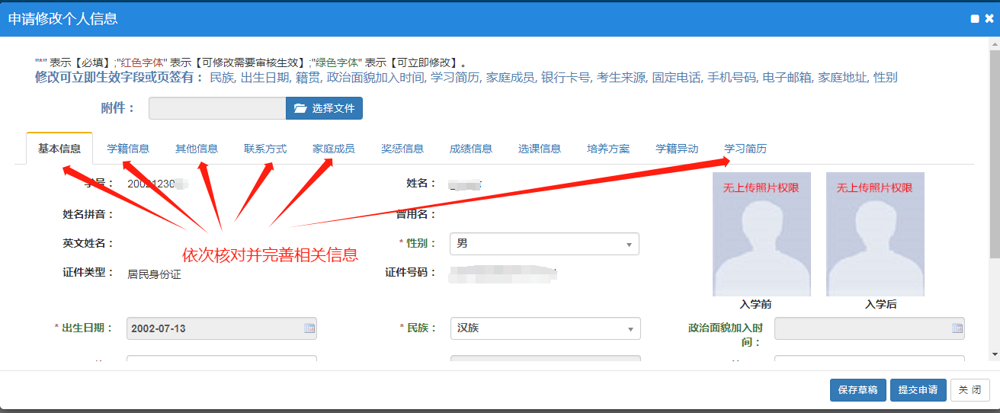 申请修改个人信息
"*" 表示【必填】;"红色字体" 表示【可修改需要审核生效】;"绿色字体" 表示【可立即修改】。
修改可立即生效字段或页签有： 民族, 出生日期, 籍贯, 政治面貌加入时间, 学习简历, 家庭成员, 银行卡号, 考生来源, 固定电话, 手机号码, 电子邮箱, 家庭地址, 性别
附件： 选择文件
基本信息 学籍信息 其他信息 联系方式 家庭成员 奖惩信息 成绩信息 选课信息 培养方案 学籍异动 学习简历
学号： 姓名：
无上传照片权限 无上传照片权限
姓名拼音： 曾用名：
英文姓名： * 性别： 男
依次核对并完善相关信息
证件类型： 居民身份证 证件号码：
入学前 入学后
* 出生日期： 2002-07-13 * 民族： 汉族 政治面貌加入时
间：
保存草稿 提交申请 关 闭